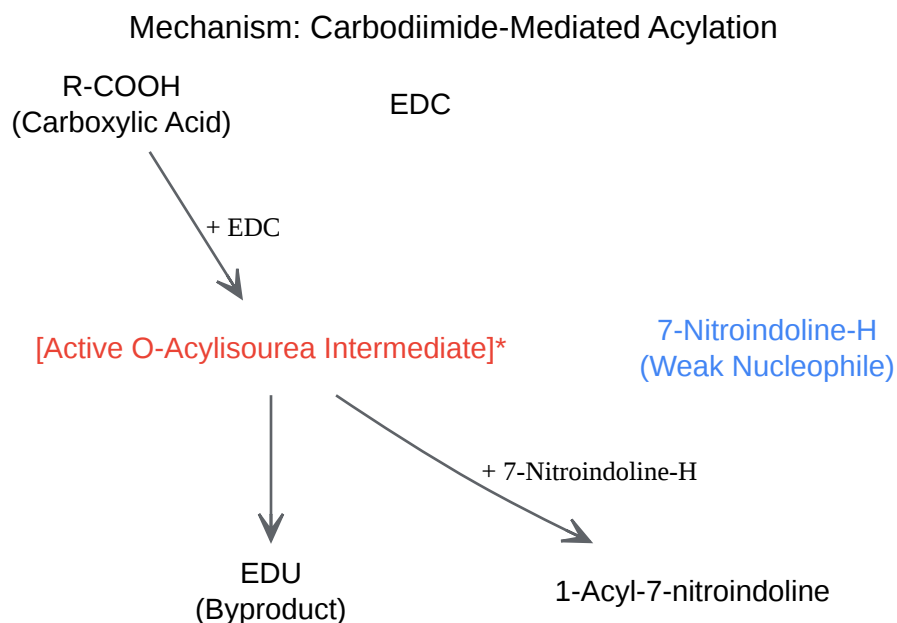 Mechanism: Carbodiimide-Mediated Acylation
R-COOH
(Carboxylic Acid)
EDC
+ EDC
[Active O-Acylisourea Intermediate]*
7-Nitroindoline-H
(Weak Nucleophile)
+ 7-Nitroindoline-H
EDU
(Byproduct)
1-Acyl-7-nitroindoline